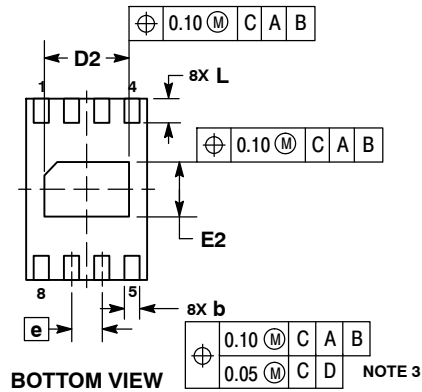 ⌖ 0.10 Ⓜ C A B
D2
8X L
1 4
⌖ 0.10 Ⓜ C A B
E2
8 5
8X b
e
⌖ 0.10 Ⓜ C A B
0.05 Ⓜ C D NOTE 3
BOTTOM VIEW